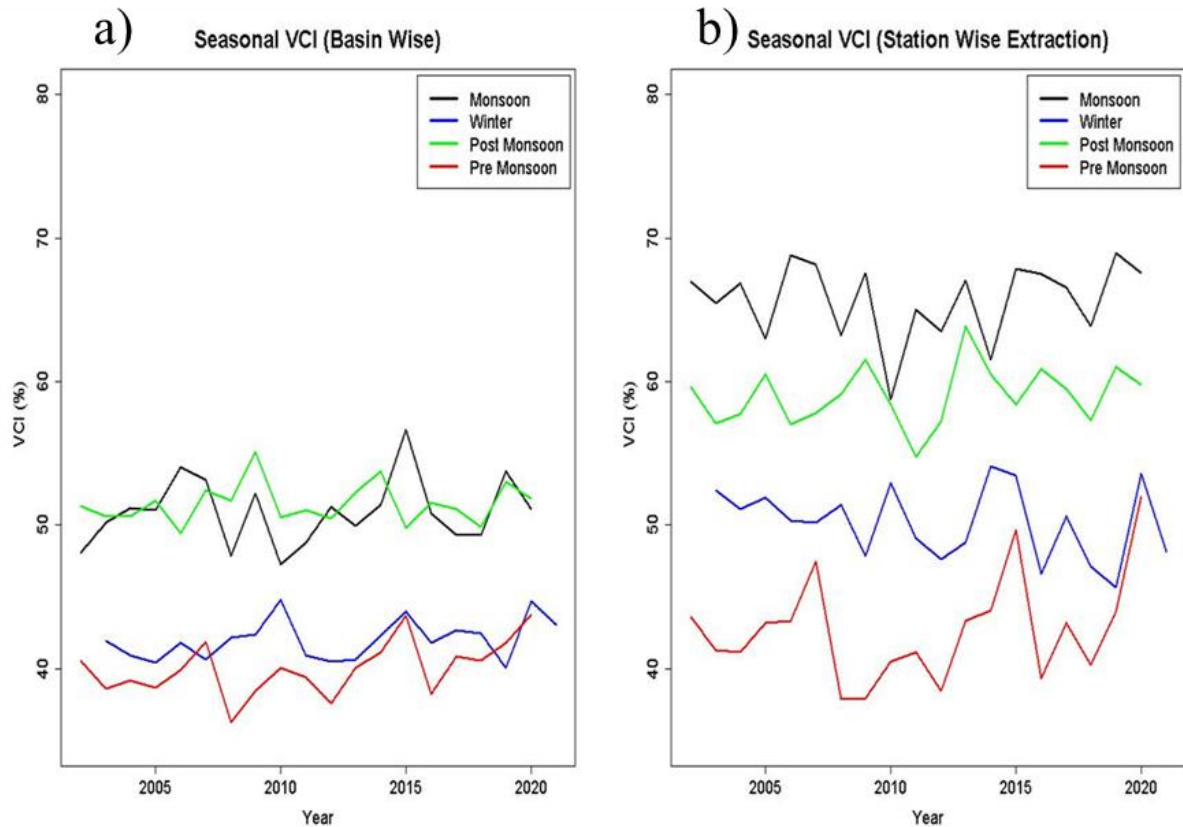 a)
Seasonal VCI (Basin Wise)
Monsoon
Winter
Post Monsoon
Pre Monsoon
80
70
60
50
40
VCI (%)
2005 2010 2015 2020
Year
b)
Seasonal VCI (Station Wise Extraction)
Monsoon
Winter
Post Monsoon
Pre Monsoon
80
70
60
50
40
VCI (%)
2005 2010 2015 2020
Year